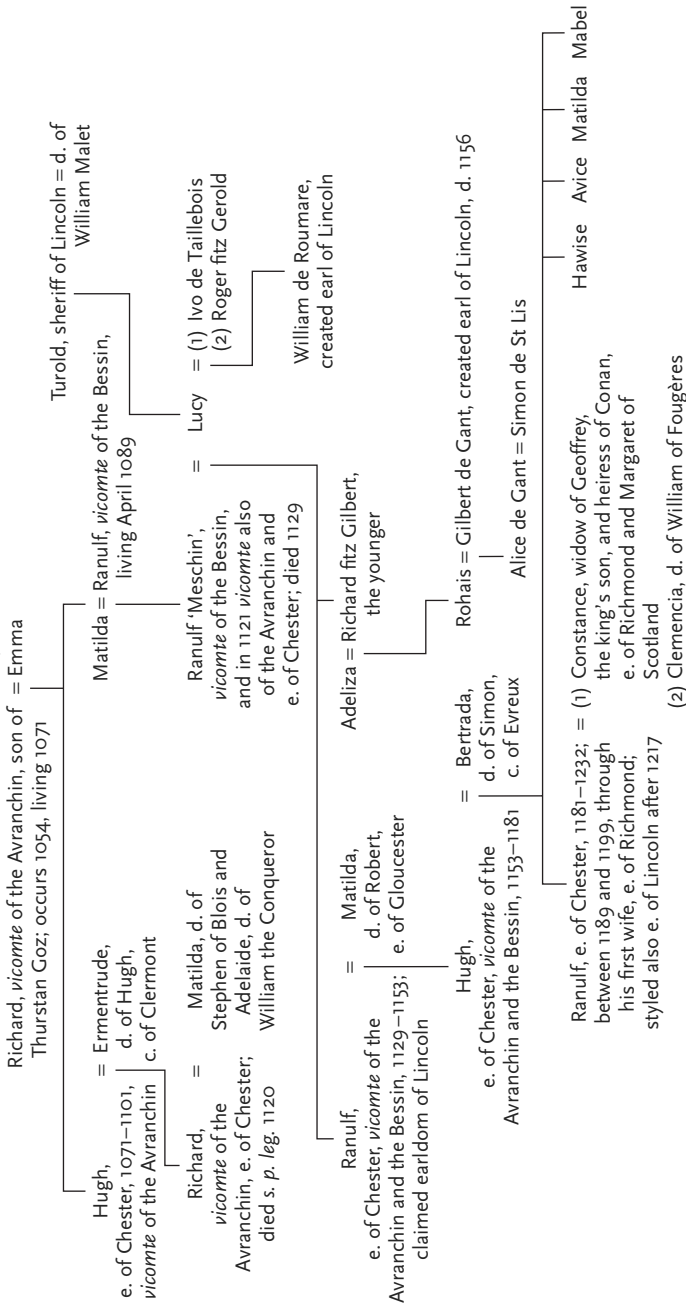 Richard, vicomte of the Avranchin, son of = Emma
Thurstan Goz; occurs 1054, living 1071
Turold, sheriff of Lincoln = d. of
William Malet
Hugh,
e. of Chester, 1071–1101,
vicomte of the Avranchin
= Ermentrude,
d. of Hugh,
c. of Clermont
Matilda = Ranulf, vicomte of the Bessin,
living April 1089
Richard,
vicomte of the
Avranchin, e. of Chester;
died s. p. leg. 1120
=
Matilda, d. of
Stephen of Blois and
Adelaide, d. of
William the Conqueror
Ranulf 'Meschin',
vicomte of the Bessin,
and in 1121 vicomte also
of the Avranchin and
e. of Chester; died 1129
=
Lucy
= (1) Ivo de Taillebois
(2) Roger fitz Gerold
William de Roumare,
created earl of Lincoln
Ranulf,
e. of Chester, vicomte of the
Avranchin and the Bessin, 1129–1153;
claimed earldom of Lincoln
=
Matilda,
d. of Robert,
e. of Gloucester
Adeliza = Richard fitz Gilbert,
the younger
Hugh,
e. of Chester, vicomte of the
Avranchin and the Bessin, 1153–1181
=
Bertrada,
d. of Simon,
c. of Evreux
Rohais = Gilbert de Gant, created earl of Lincoln, d. 1156
Alice de Gant = Simon de St Lis
Ranulf, e. of Chester, 1181–1232;
between 1189 and 1199, through
his first wife, e. of Richmond;
styled also e. of Lincoln after 1217
= (1) Constance, widow of Geoffrey,
the king's son, and heiress of Conan,
e. of Richmond and Margaret of
Scotland
(2) Clemencia, d. of William of Fougères
Hawise Avice Matilda Mabel